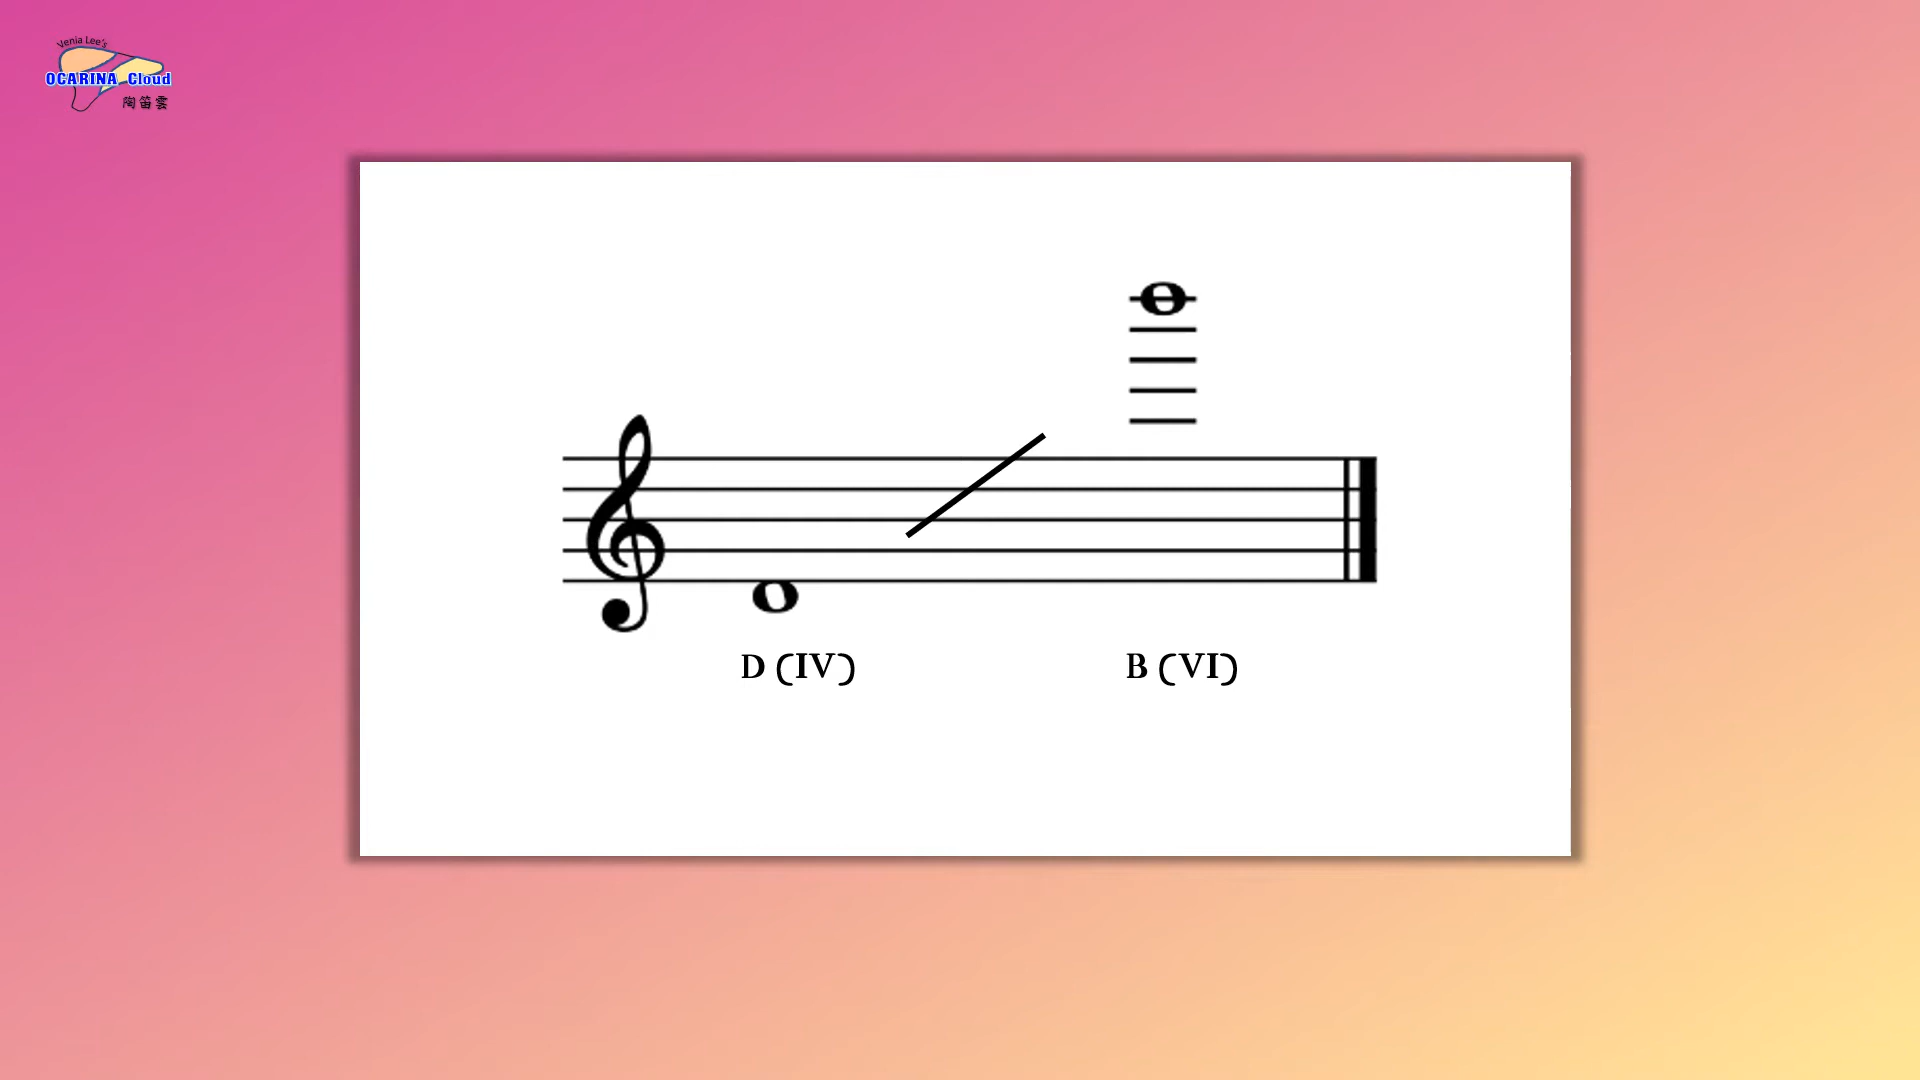 Venia Lee's
OCARINA Cloud
陶笛雲
D (IV) B (VI)